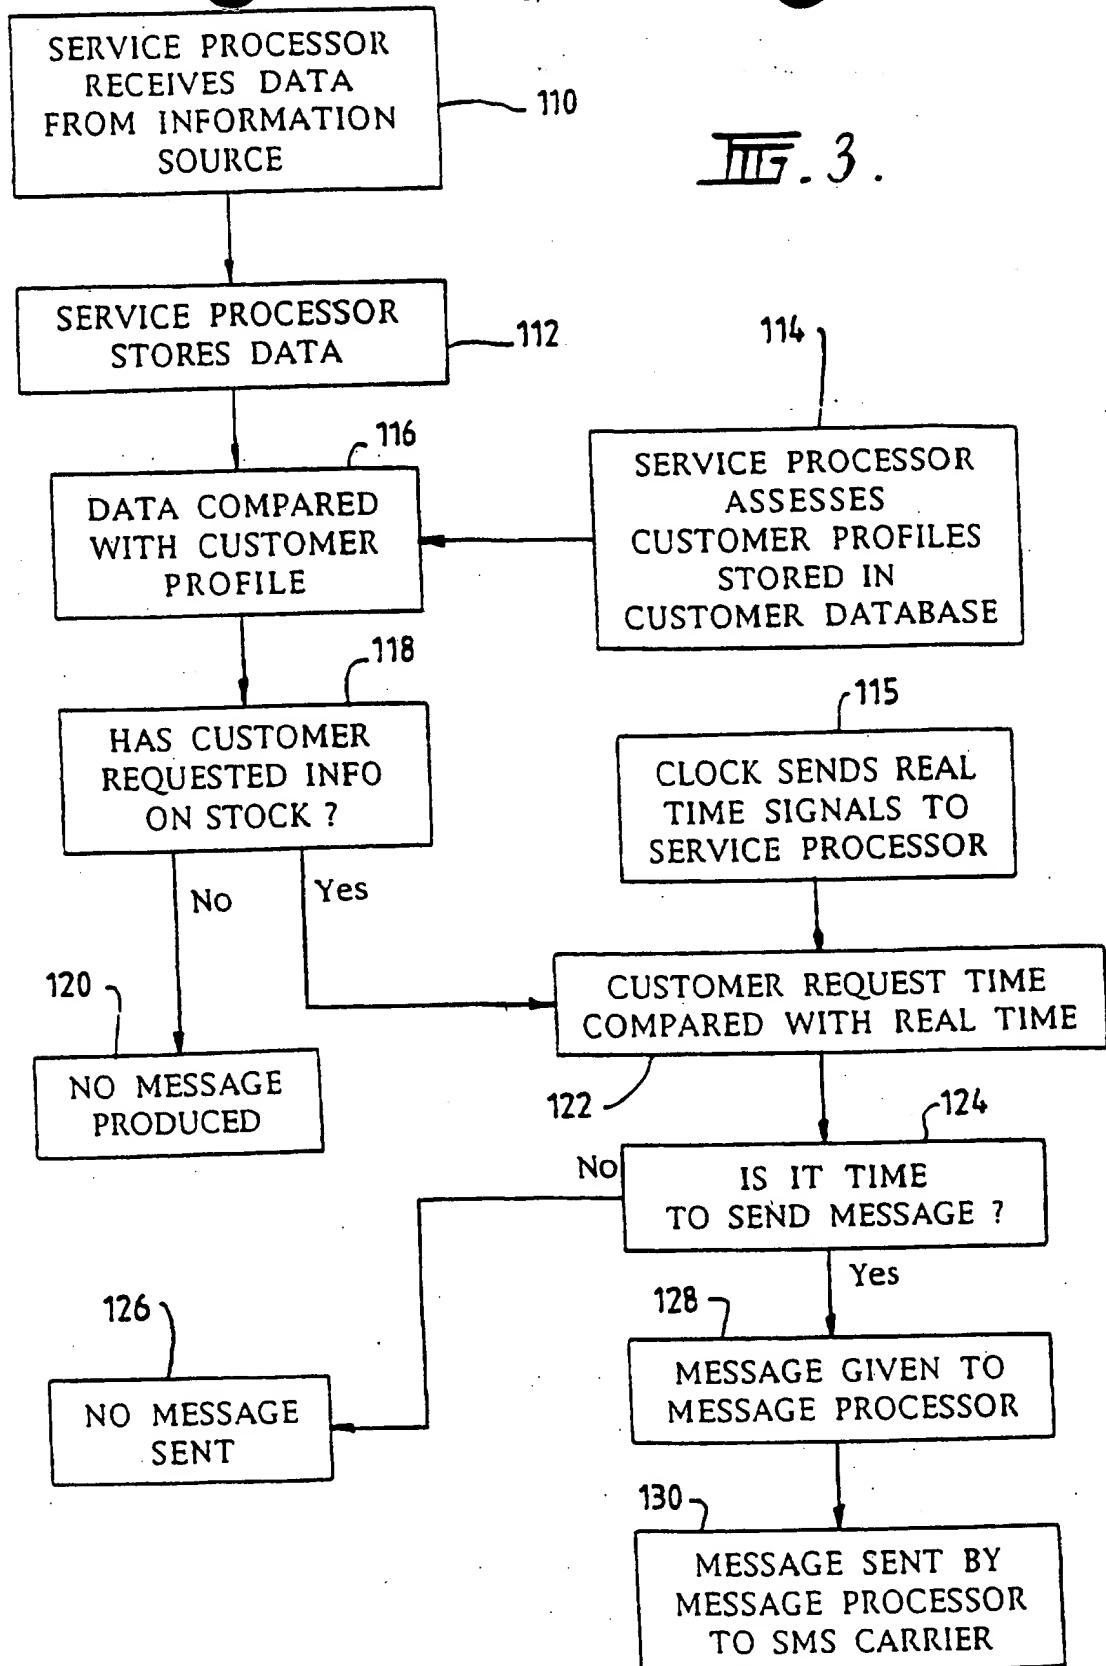 SERVICE PROCESSOR
RECEIVES DATA
FROM INFORMATION
SOURCE
110
FIG. 3.
SERVICE PROCESSOR
STORES DATA
112
114
116
DATA COMPARED
WITH CUSTOMER
PROFILE
SERVICE PROCESSOR
ASSESSES
CUSTOMER PROFILES
STORED IN
CUSTOMER DATABASE
118
HAS CUSTOMER
REQUESTED INFO
ON STOCK ?
115
CLOCK SENDS REAL
TIME SIGNALS TO
SERVICE PROCESSOR
No
Yes
120
NO MESSAGE
PRODUCED
CUSTOMER REQUEST TIME
COMPARED WITH REAL TIME
122
124
No
IS IT TIME
TO SEND MESSAGE ?
Yes
126
NO MESSAGE
SENT
128
MESSAGE GIVEN TO
MESSAGE PROCESSOR
130
MESSAGE SENT BY
MESSAGE PROCESSOR
TO SMS CARRIER